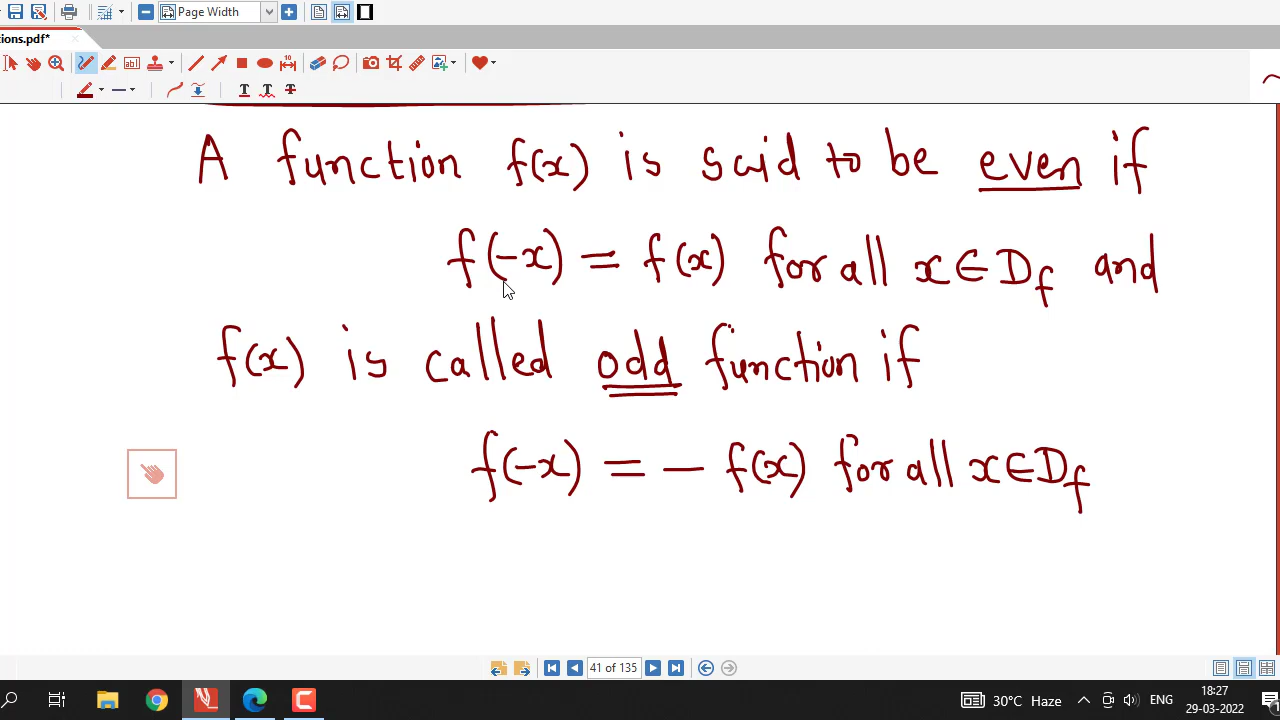 Page Width
ions.pdf*
10
A function f(x) is said to be even if
f(-x) = f(x) for all x∈D_f and
f(x) is called odd function if
f(-x) = - f(x) for all x∈D_f
41 of 135
30°C Haze
ENG
18:27
29-03-2022